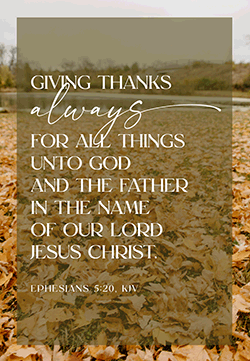 GIVING THANKS
always
FOR ALL THINGS
UNTO GOD
AND THE FATHER
IN THE NAME
OF OUR LORD
JESUS CHRIST.
EPHESIANS 5:20, KJV